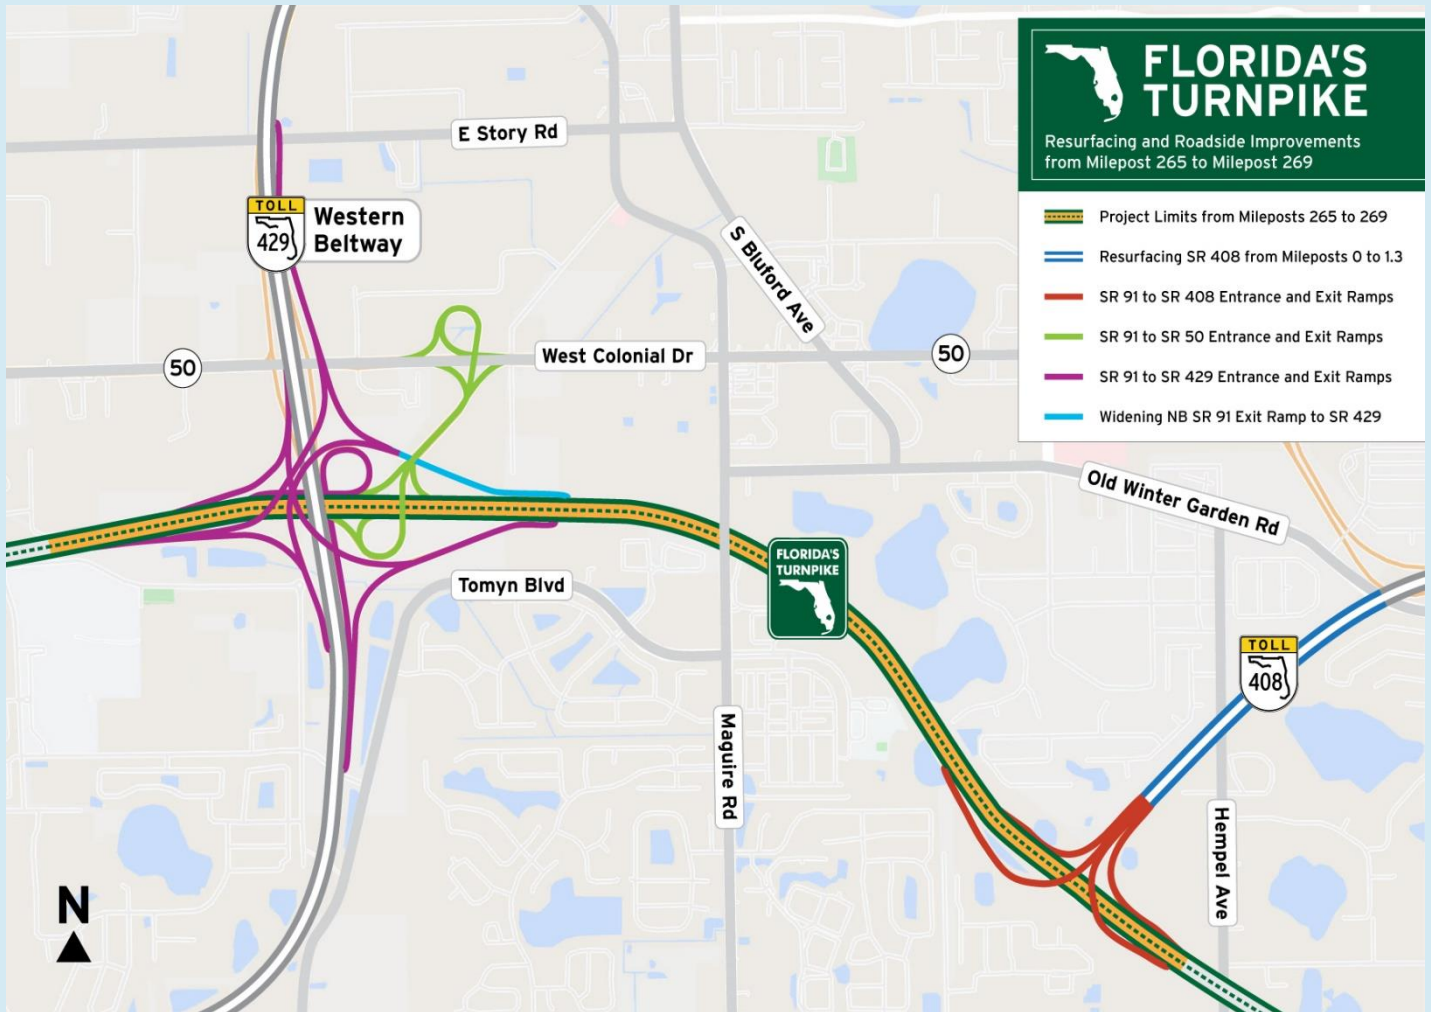 FLORIDA'S
TURNPIKE
Resurfacing and Roadside Improvements
from Milepost 265 to Milepost 269
Project Limits from Mileposts 265 to 269
Resurfacing SR 408 from Mileposts 0 to 1.3
SR 91 to SR 408 Entrance and Exit Ramps
SR 91 to SR 50 Entrance and Exit Ramps
SR 91 to SR 429 Entrance and Exit Ramps
Widening NB SR 91 Exit Ramp to SR 429
E Story Rd
TOLL
429
Western
Beltway
S Bluford Ave
50
West Colonial Dr
50
Old Winter Garden Rd
FLORIDA'S
TURNPIKE
Tomyn Blvd
TOLL
408
Maguire Rd
Hempel Ave
N